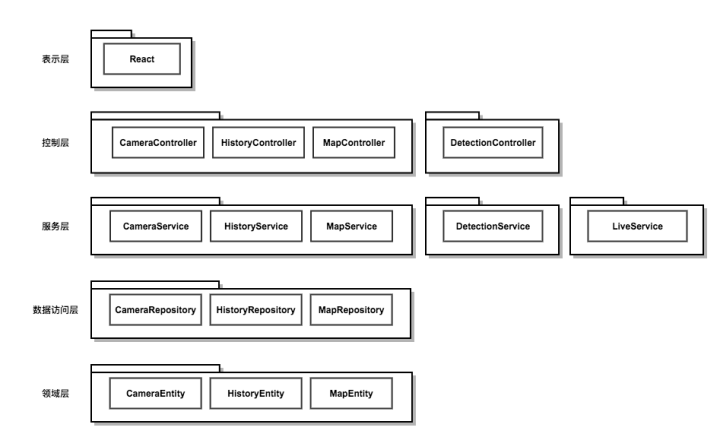 表示层
React
控制层
CameraController
HistoryController
MapController
DetectionController
服务层
CameraService
HistoryService
MapService
DetectionService
LiveService
数据访问层
CameraRepository
HistoryRepository
MapRepository
领域层
CameraEntity
HistoryEntity
MapEntity